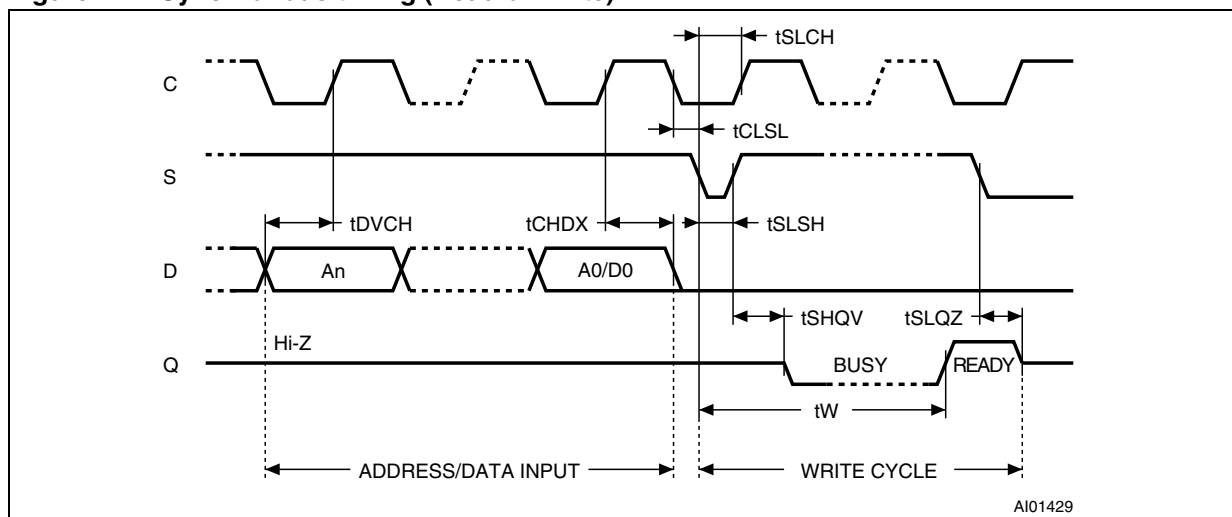 tSLCH
C
tCLSL
S
tDVCH tCHDX tSLSH
D An A0/D0
tSHQV tSLQZ
Hi-Z
Q BUSY READY
tW
ADDRESS/DATA INPUT WRITE CYCLE
AI01429